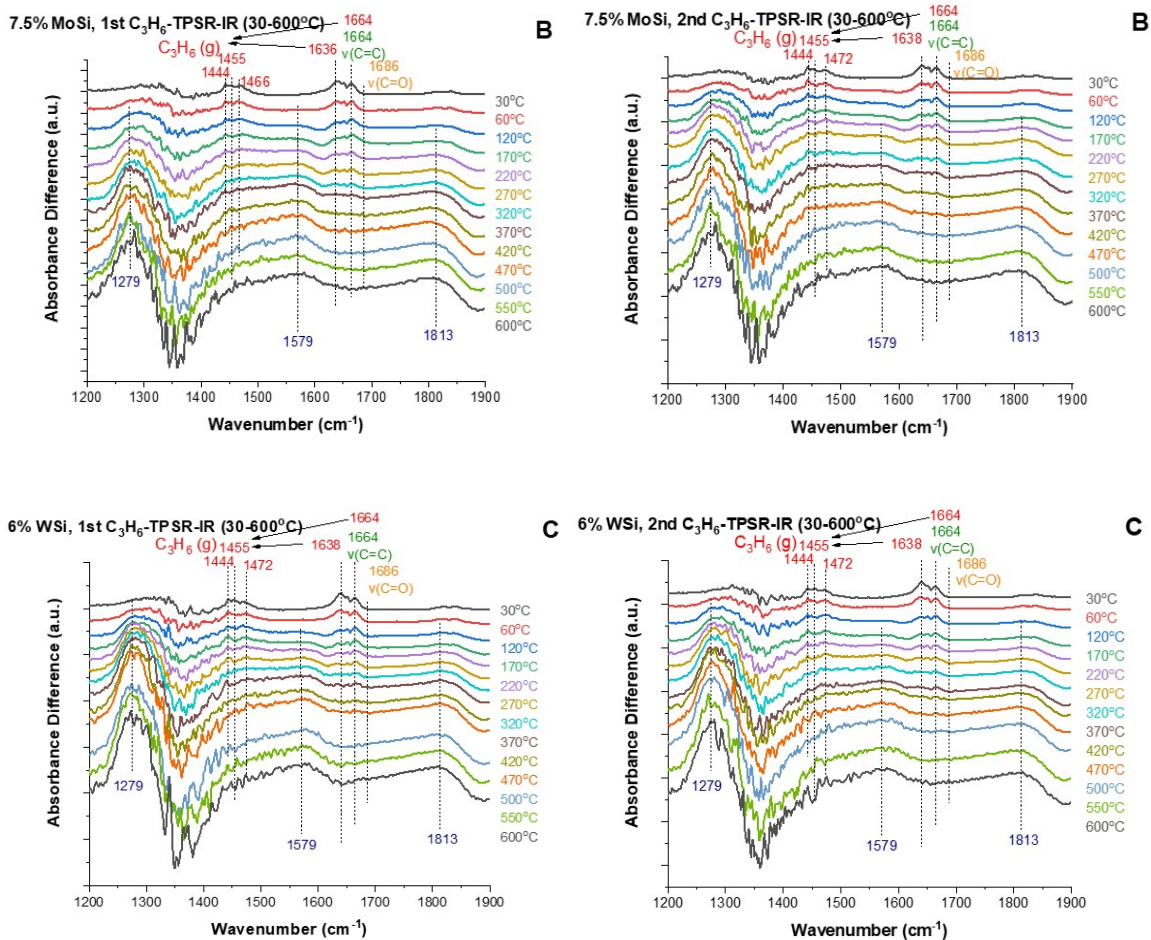 7.5% MoSi, 1st C₃H₆-TPSR-IR (30-600°C)
1664
B
C₃H₆ (g)
1636
1664
ν(C=C)
1455
1444
1466
1686
ν(C=O)
30°C
60°C
120°C
170°C
220°C
270°C
320°C
370°C
420°C
470°C
500°C
550°C
600°C
1279
1579
1813
Absorbance Difference (a.u.)
1200 1300 1400 1500 1600 1700 1800 1900
Wavenumber (cm⁻¹)
7.5% MoSi, 2nd C₃H₆-TPSR-IR (30-600°C)
1664
B
C₃H₆ (g)
1455
1638
1664
ν(C=C)
1444
1472
1686
ν(C=O)
30°C
60°C
120°C
170°C
220°C
270°C
320°C
370°C
420°C
470°C
500°C
550°C
600°C
1279
1579
1813
Absorbance Difference (a.u.)
1200 1300 1400 1500 1600 1700 1800 1900
Wavenumber (cm⁻¹)
6% WSi, 1st C₃H₆-TPSR-IR (30-600°C)
1664
C
C₃H₆ (g)
1455
1638
1664
ν(C=C)
1444
1472
1686
ν(C=O)
30°C
60°C
120°C
170°C
220°C
270°C
320°C
370°C
420°C
470°C
500°C
550°C
600°C
1279
1579
1813
Absorbance Difference (a.u.)
1200 1300 1400 1500 1600 1700 1800 1900
Wavenumber (cm⁻¹)
6% WSi, 2nd C₃H₆-TPSR-IR (30-600°C)
1664
C
C₃H₆ (g)
1455
1638
1664
ν(C=C)
1444
1472
1686
ν(C=O)
30°C
60°C
120°C
170°C
220°C
270°C
320°C
370°C
420°C
470°C
500°C
550°C
600°C
1279
1579
1813
Absorbance Difference (a.u.)
1200 1300 1400 1500 1600 1700 1800 1900
Wavenumber (cm⁻¹)